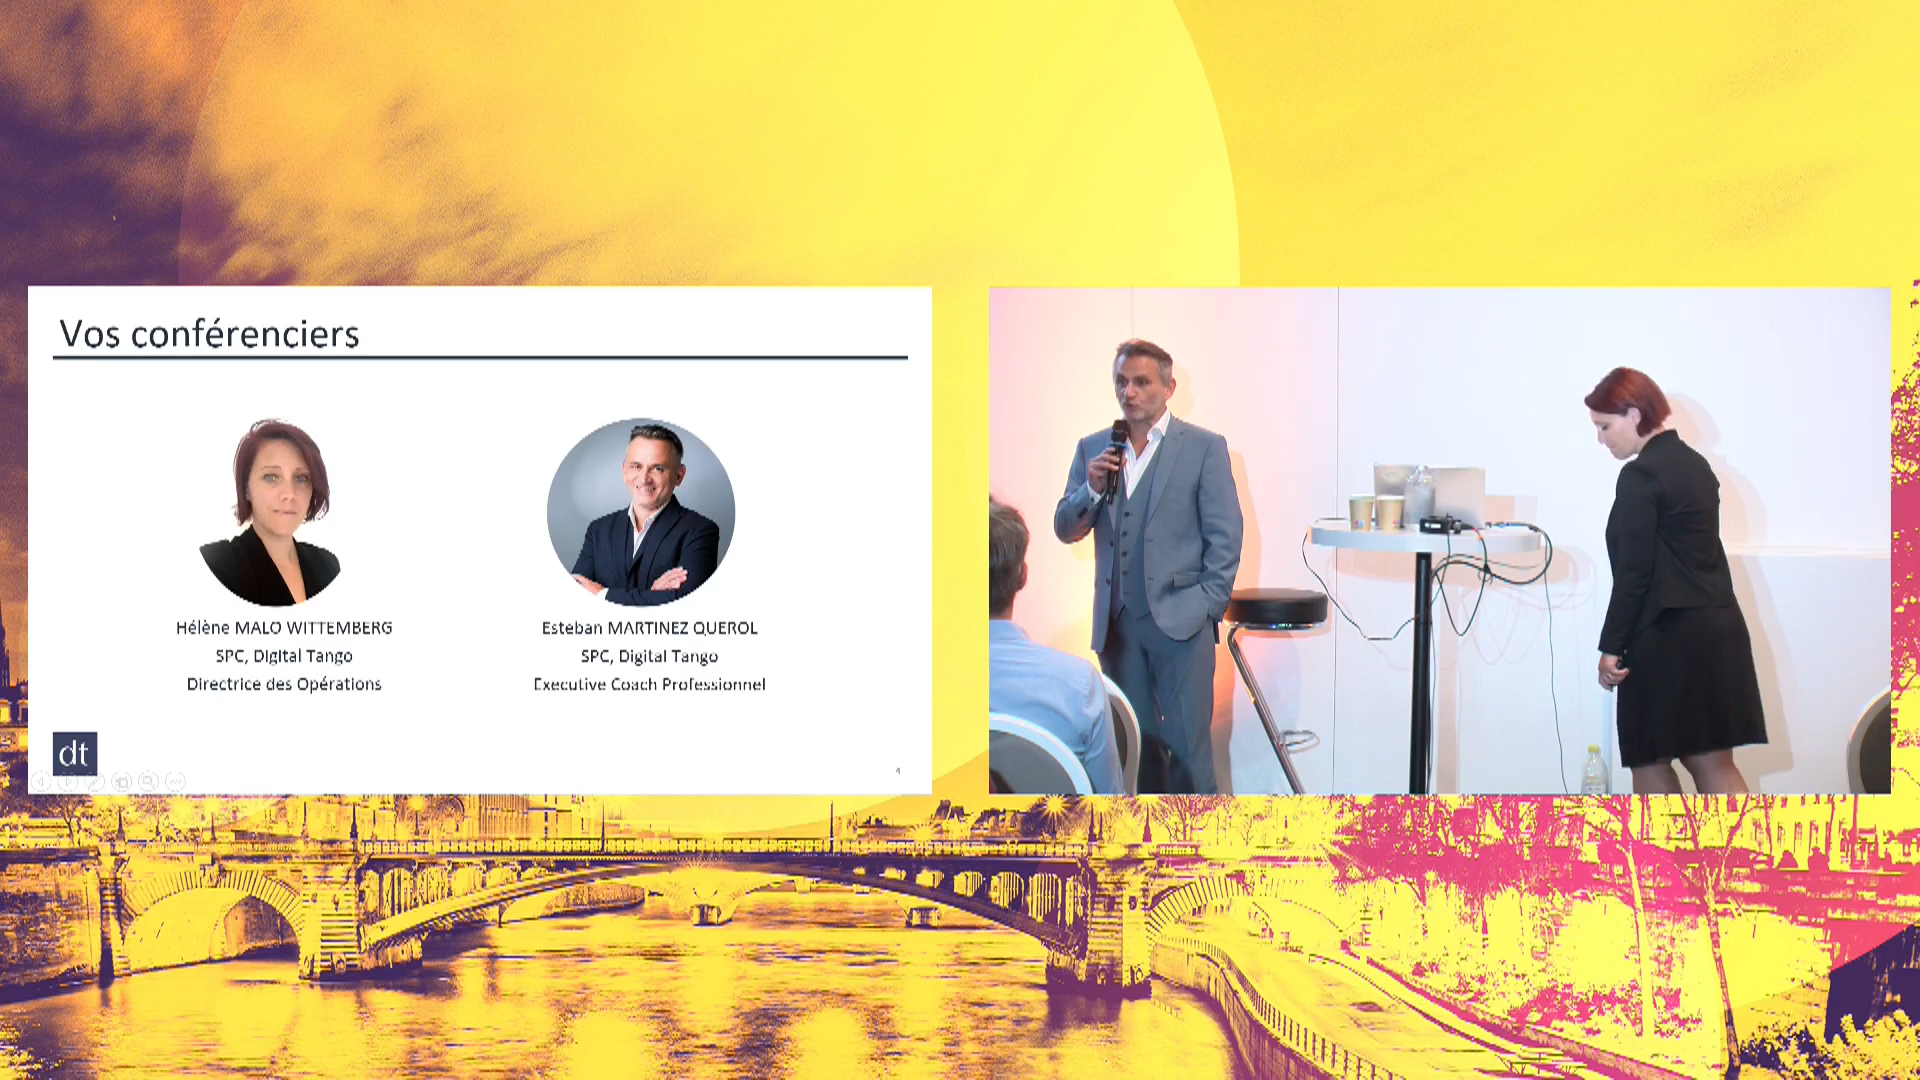 Vos conférenciers
Hélène MALO WITTEMBERG
SPC, Digital Tango
Directrice des Opérations
Esteban MARTINEZ QUEROL
SPC, Digital Tango
Executive Coach Professionnel
dt
4